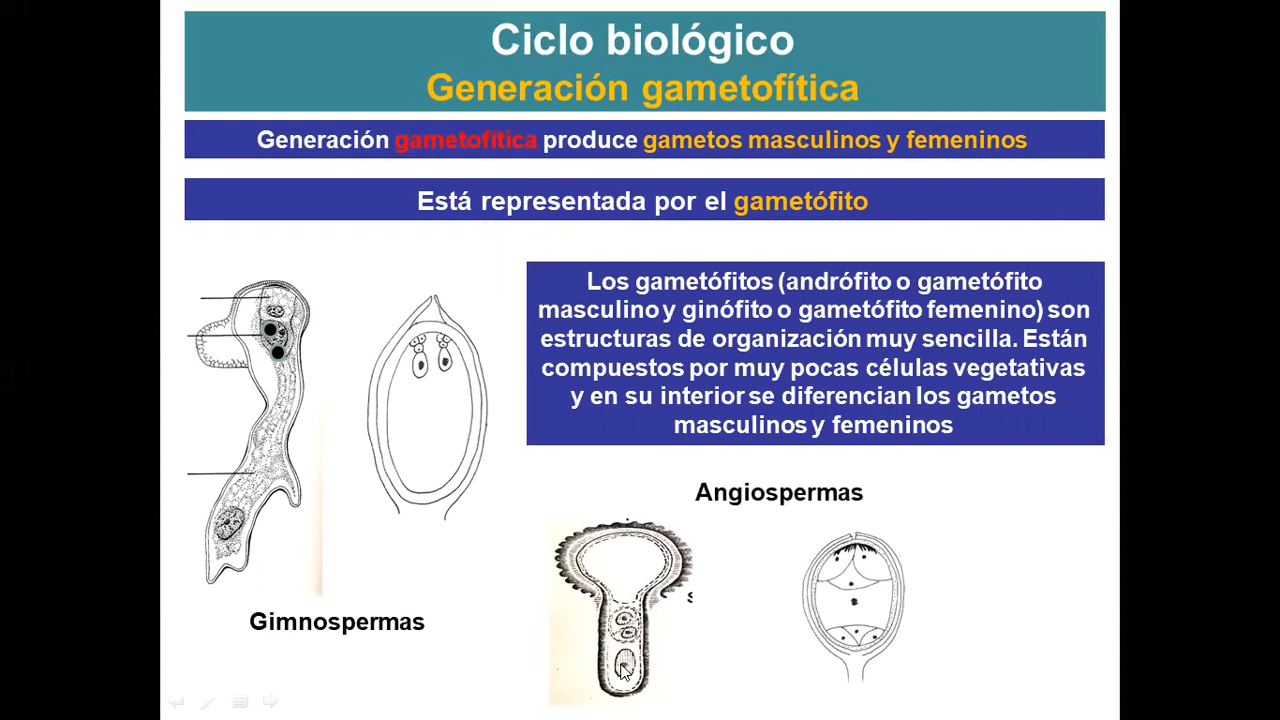 Ciclo biológico
Generación gametofítica
Generación gametofítica produce gametos masculinos y femeninos
Está representada por el gametófito
Los gametófitos (andrófito o gametófito
masculino y ginófito o gametófito femenino) son
estructuras de organización muy sencilla. Están
compuestos por muy pocas células vegetativas
y en su interior se diferencian los gametos
masculinos y femeninos
Angiospermas
Gimnospermas